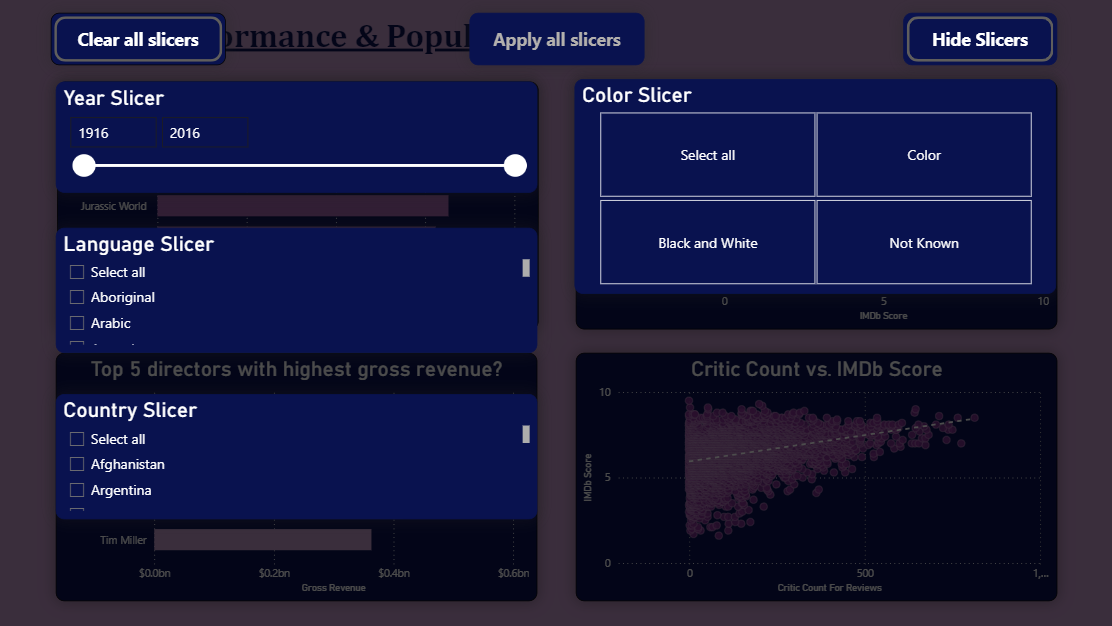 Clear all slicers
ormance & Popul
Apply all slicers
Hide Slicers
Year Slicer
1916 2016
Color Slicer
Select all Color
Black and White Not Known
Jurassic World
Language Slicer
Select all
Aboriginal
Arabic
0 5 10
IMDb Score
Top 5 directors with highest gross revenue?
Country Slicer
Select all
Afghanistan
Argentina
Tim Miller
$0.0bn $0.2bn $0.4bn $0.6bn
Gross Revenue
Critic Count vs. IMDb Score
10
5
0
IMDb Score
0 500 1,...
Critic Count For Reviews